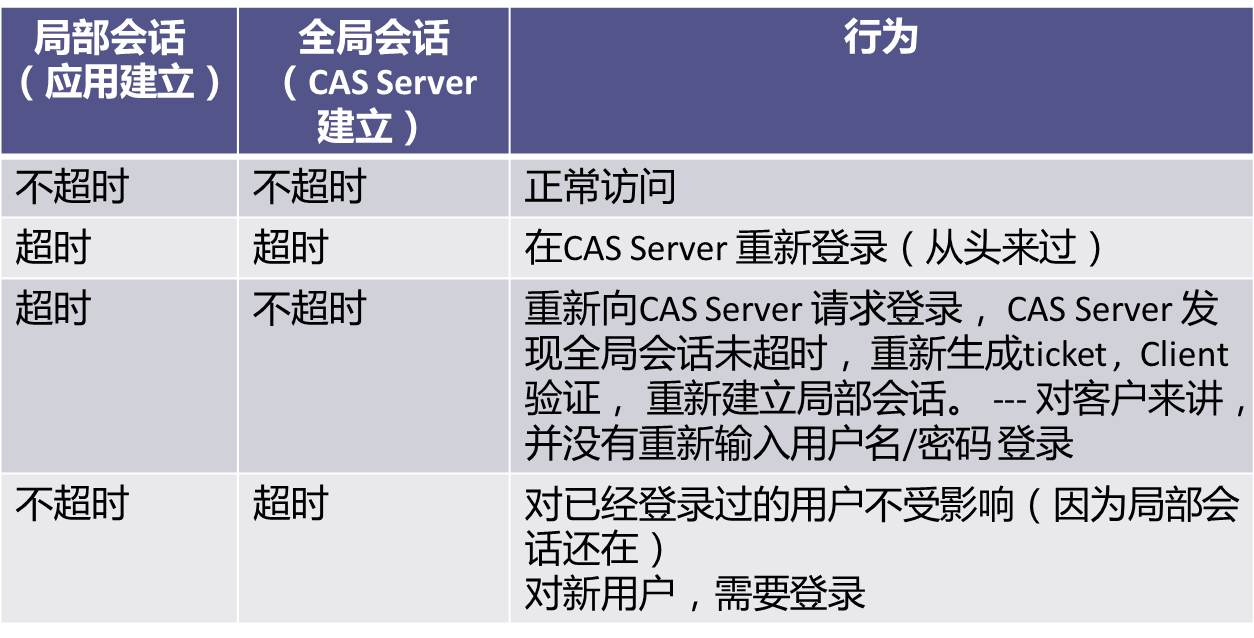 局部会话
（应用建立）
全局会话
（CAS Server
建立）
行为
不超时
不超时
正常访问
超时
超时
在CAS Server 重新登录（从头来过）
超时
不超时
重新向CAS Server 请求登录， CAS Server 发
现全局会话未超时， 重新生成ticket，Client
验证， 重新建立局部会话。 --- 对客户来讲，
并没有重新输入用户名/密码 登录
不超时
超时
对已经登录过的用户不受影响（因为局部会
话还在）
对新用户，需要登录